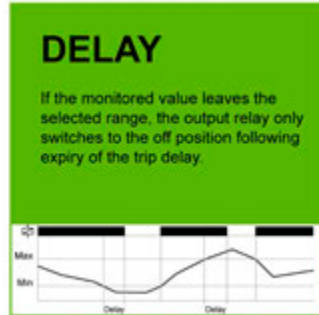 DELAY
If the monitored value leaves the
selected range, the output relay only
switches to the off position following
expiry of the trip delay.
Max
Min
Delay Delay